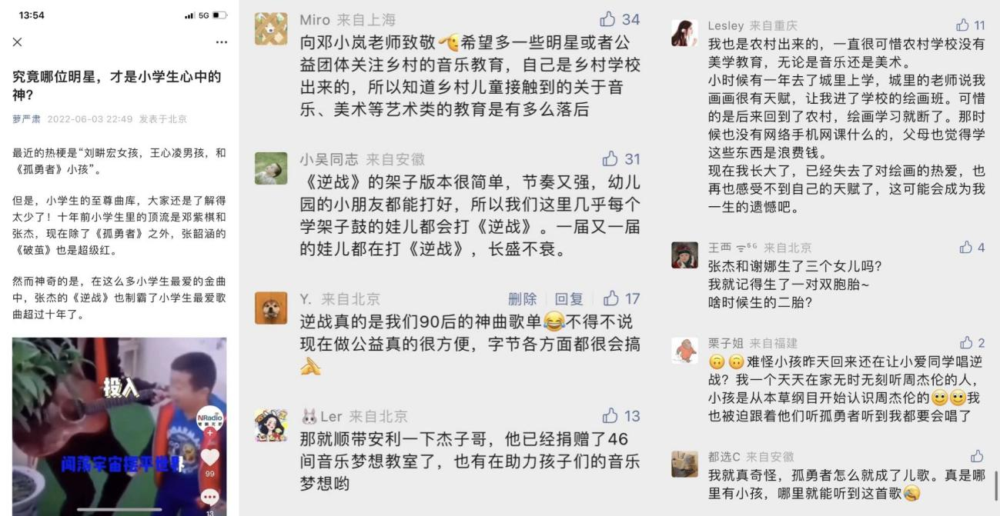 13:54
5G
究竟哪位明星，才是小学生心中的
神？
萝严肃 2022-06-03 22:49 发表于北京
最近的热梗是“刘畊宏女孩，王心凌男孩，和
《孤勇者》小孩”。
但是，小学生的至尊曲库，大家还是了解得
太少了！十年前小学生里的顶流是邓紫棋和
张杰，现在除了《孤勇者》之外，张韶涵的
《破茧》也是超级红。
然而神奇的是，在这么多小学生最爱的金曲
中，张杰的《逆战》也制霸了小学生最爱歌
曲超过十年了。
投入
NRadio
闯荡宇宙摆平世界
99
13
Miro 来自上海 34
向邓小岚老师致敬🫡希望多一些明星或者公
益团体关注乡村的音乐教育，自己是乡村学校
出来的，所以知道乡村儿童接触到的关于音
乐、美术等艺术类的教育是有多么落后
小吴同志 来自安徽 31
《逆战》的架子版本很简单，节奏又强，幼儿
园的小朋友都能打好，所以我们这里几乎每个
学架子鼓的娃儿都会打《逆战》。一届又一届
的娃儿都在打《逆战》，长盛不衰。
Y. 来自北京 删除 回复 17
逆战真的是我们90后的神曲歌单😂不得不说
现在做公益真的很方便，字节各方面都很会搞
Ler 来自北京 13
那就顺带安利一下杰子哥，他已经捐赠了46
间音乐梦想教室了，也有在助力孩子们的音乐
梦想哟
Lesley 来自重庆 11
我也是农村出来的，一直很可惜农村学校没有
美学教育，无论是音乐还是美术。
小时候有一年去了城里上学，城里的老师说我
画画很有天赋，让我进了学校的绘画班。可惜
的是后来回到了农村，绘画学习就断了。那时
候也没有网络手机网课什么的，父母也觉得学
这些东西是浪费钱。
现在我长大了，已经失去了对绘画的热爱，也
再也感受不到自己的天赋了，这可能会成为我
一生的遗憾吧。
王西 5G 来自北京 4
张杰和谢娜生了三个女儿吗？
我就记得生了一对双胞胎~
啥时候生的二胎？
栗子姐 来自福建 2
🙃🙃难怪小孩昨天回来还在让小爱同学唱逆
战？我一个天天在家无时无刻听周杰伦的人，
小孩是从本草纲目开始认识周杰伦的🙂🙂我
也被迫跟着他们听孤勇者听到我都要会唱了
都选C 来自安徽
我就真奇怪，孤勇者怎么就成了儿歌。真是哪
里有小孩，哪里就能听到这首歌🤣